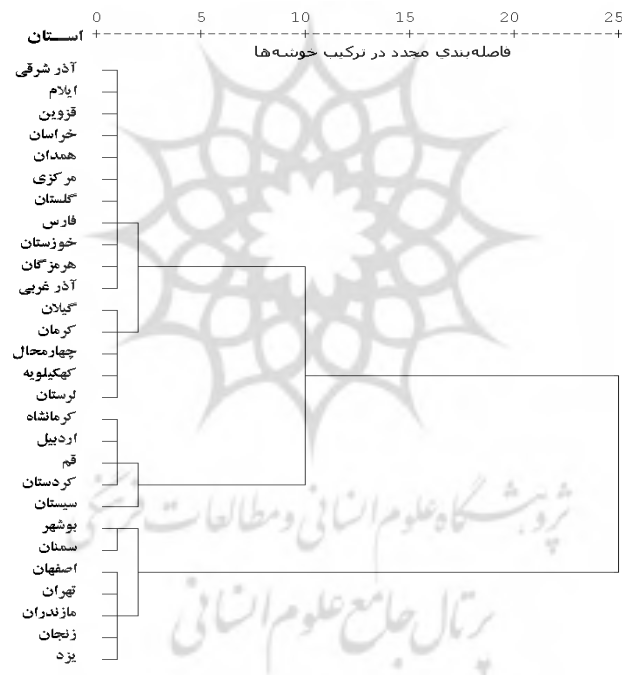 0 5 10 15 20 25
استان
فاصله‌بندی مجدد در ترکیب خوشه‌ها
آذر شرقی
ایلام
قزوین
خراسان
همدان
مرکزی
گلستان
فارس
خوزستان
هرمزگان
آذر غربی
گیلان
کرمان
چهارمحال
کهکیلویه
لرستان
کرمانشاه
اردبیل
قم
کردستان
سیستان
بوشهر
سمنان
اصفهان
تهران
مازندران
زنجان
یزد
پژوهشگاه علوم انسانی و مطالعات فرهنگی
پرتال جامع علوم انسانی